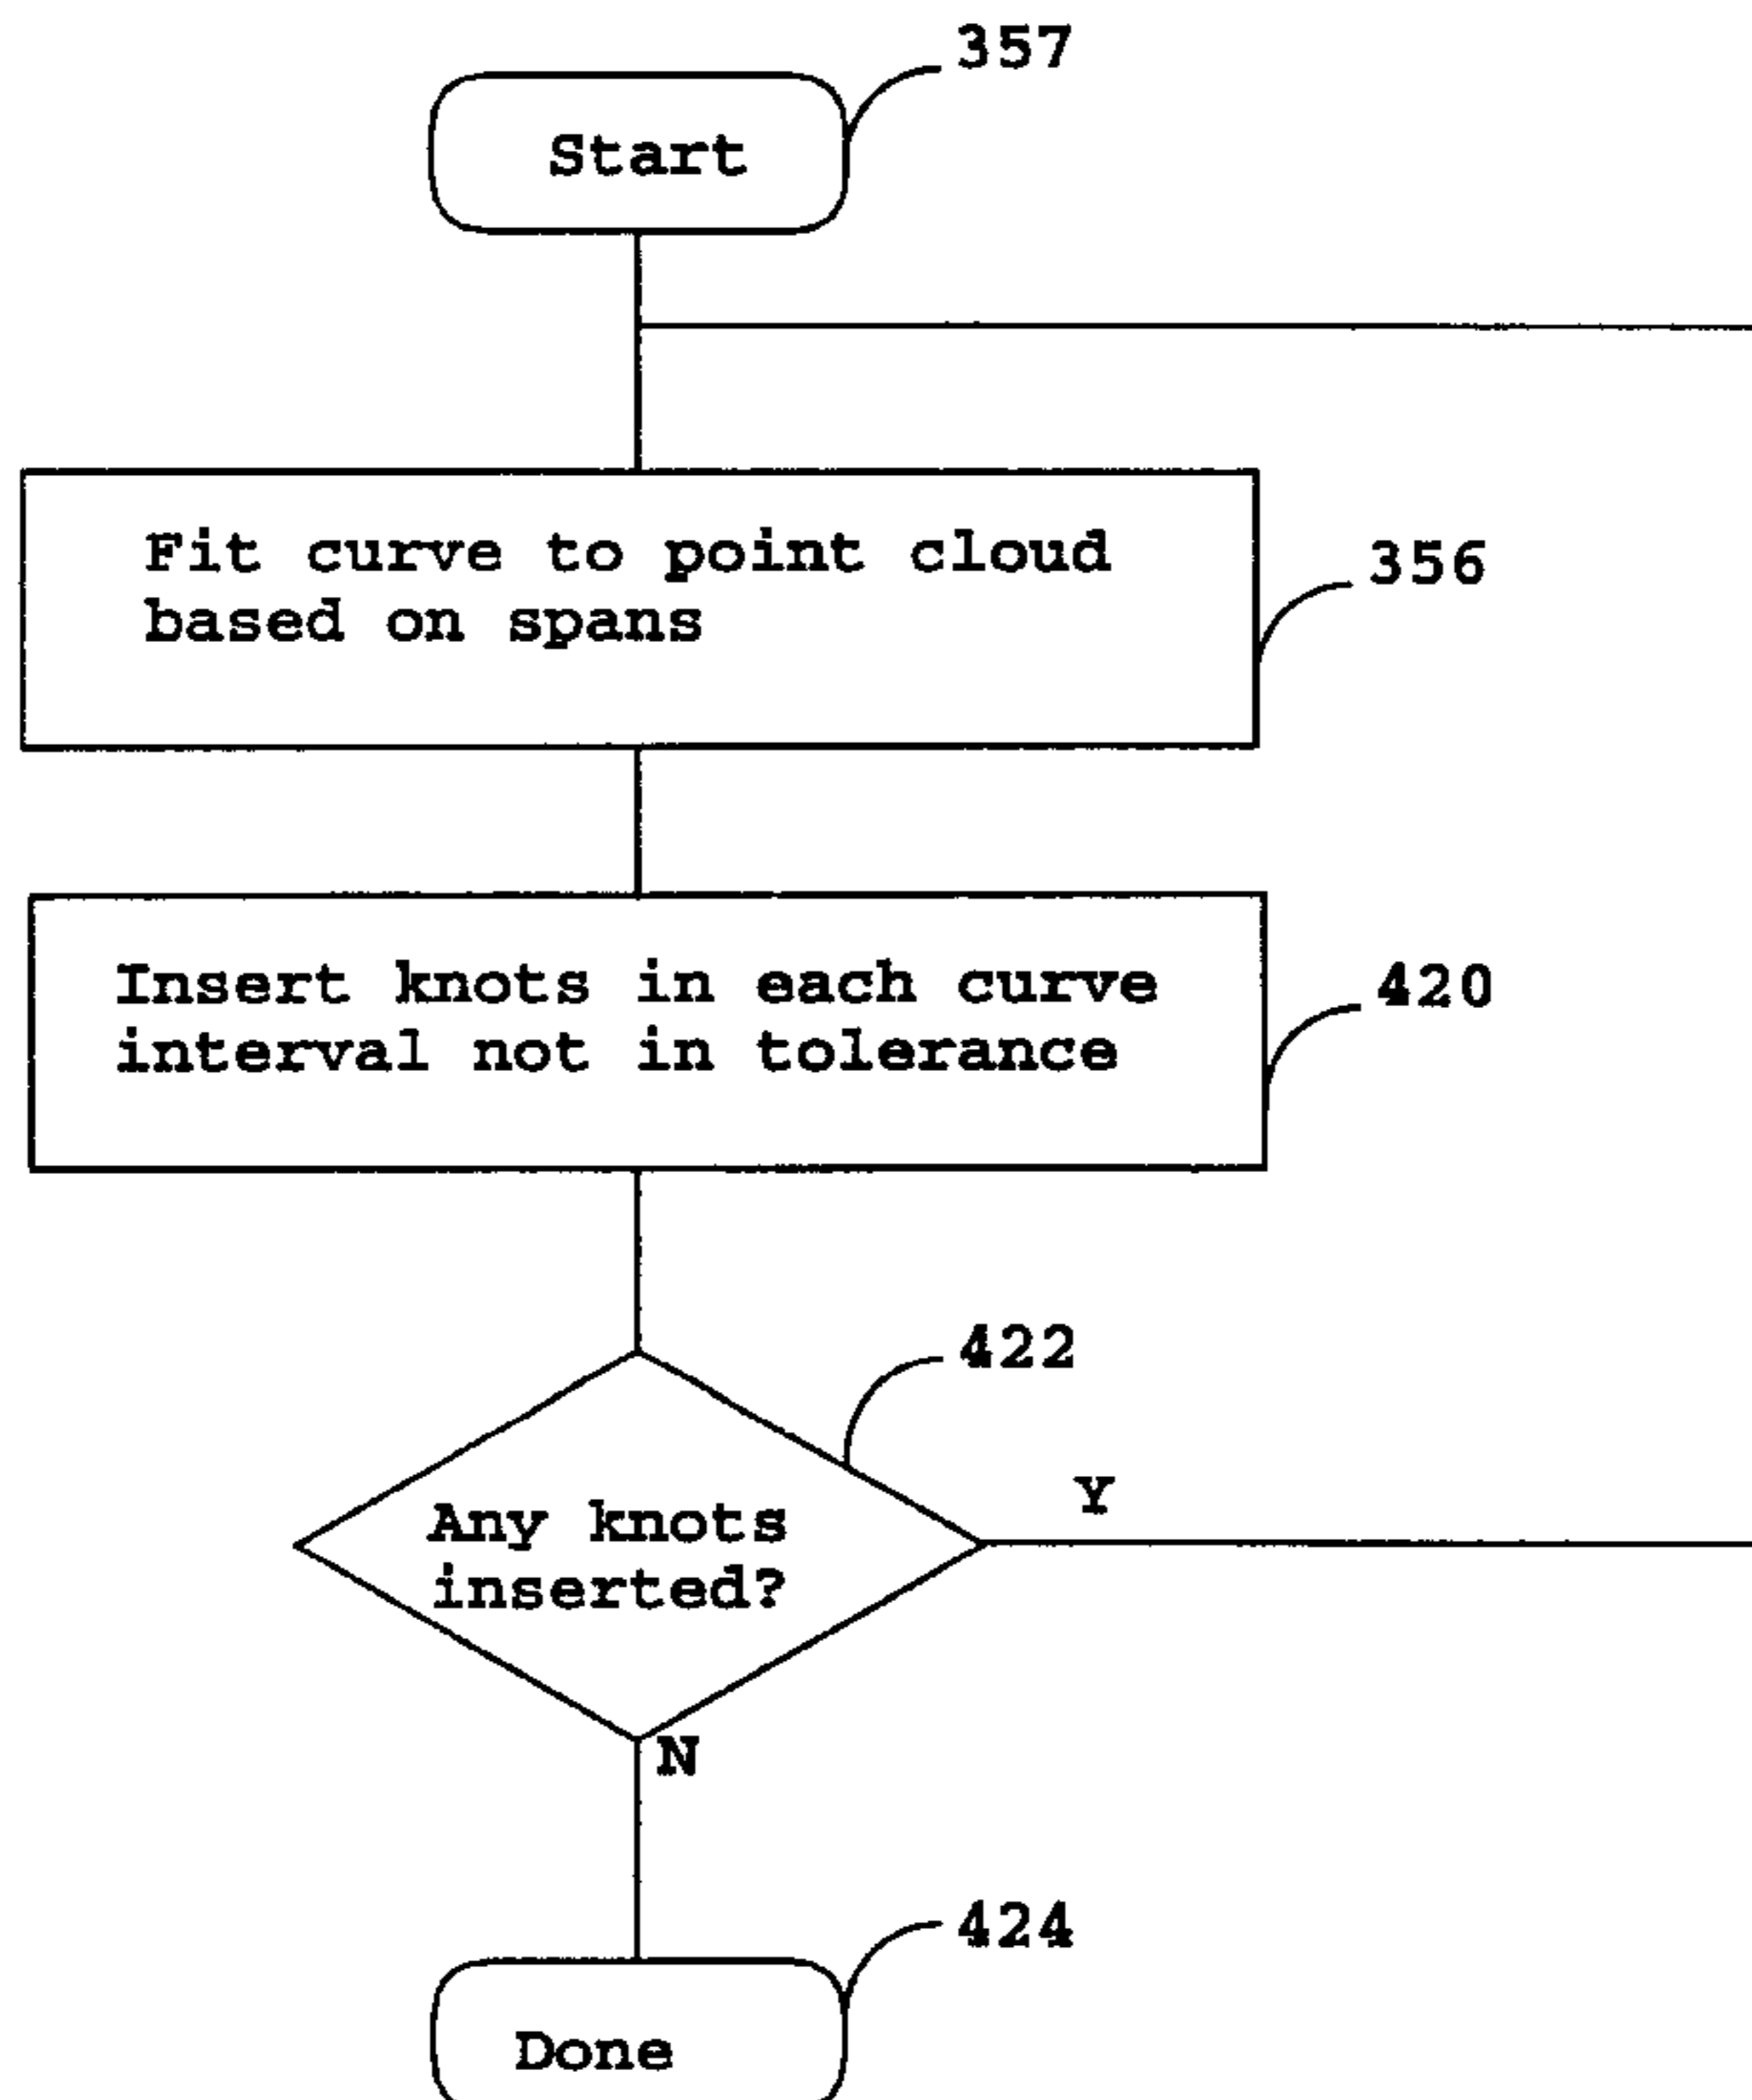 357
Start
Fit curve to point cloud
based on spans
356
Insert knots in each curve
interval not in tolerance
420
422
Any knots
inserted?
Y
N
424
Done